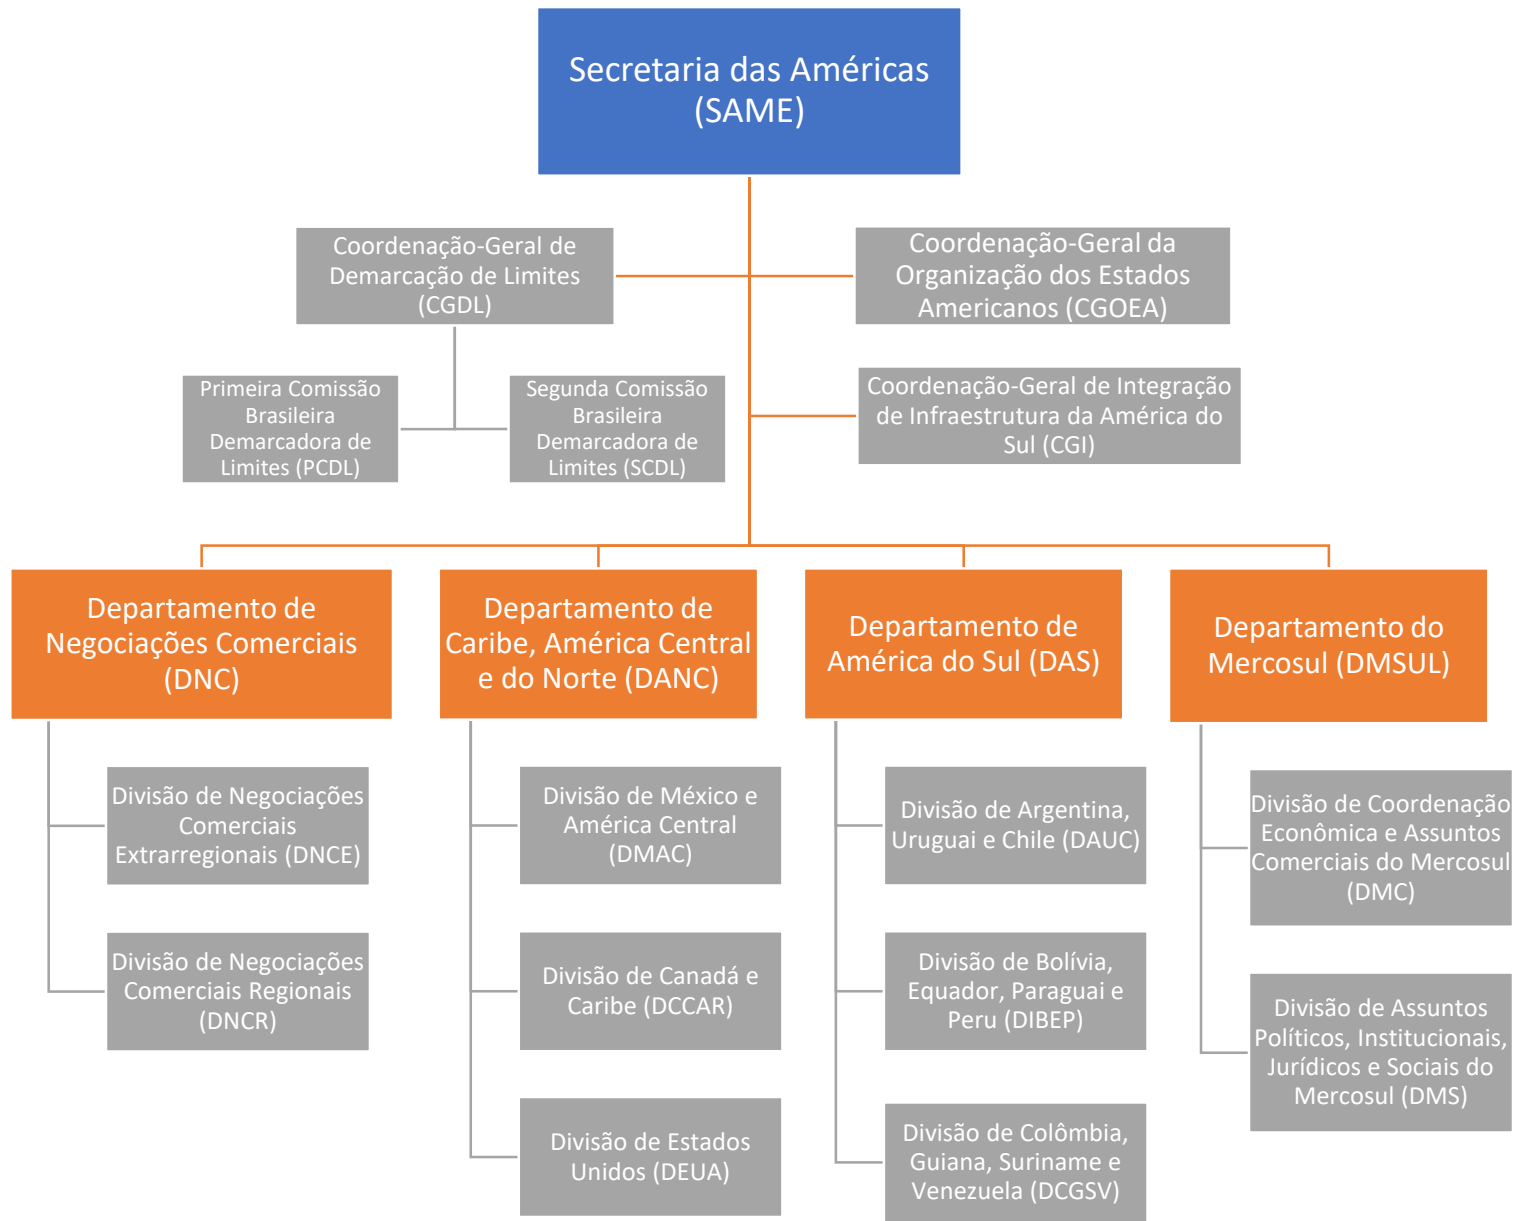 Secretaria das Américas
(SAME)
Coordenação-Geral de
Demarcação de Limites
(CGDL)
Coordenação-Geral da
Organização dos Estados
Americanos (CGOEA)
Primeira Comissão
Brasileira
Demarcadora de
Limites (PCDL)
Segunda Comissão
Brasileira
Demarcadora de
Limites (SCDL)
Coordenação-Geral de Integração
de Infraestrutura da América do
Sul (CGI)
Departamento de
Negociações Comerciais
(DNC)
Departamento de
Caribe, América Central
e do Norte (DANC)
Departamento de
América do Sul (DAS)
Departamento do
Mercosul (DMSUL)
Divisão de Negociações
Comerciais
Extrarregionais (DNCE)
Divisão de México e
América Central
(DMAC)
Divisão de Argentina,
Uruguai e Chile (DAUC)
Divisão de Coordenação
Econômica e Assuntos
Comerciais do Mercosul
(DMC)
Divisão de Negociações
Comerciais Regionais
(DNCR)
Divisão de Canadá e
Caribe (DCCAR)
Divisão de Bolívia,
Equador, Paraguai e
Peru (DIBEP)
Divisão de Assuntos
Políticos, Institucionais,
Jurídicos e Sociais do
Mercosul (DMS)
Divisão de Estados
Unidos (DEUA)
Divisão de Colômbia,
Guiana, Suriname e
Venezuela (DCGSV)